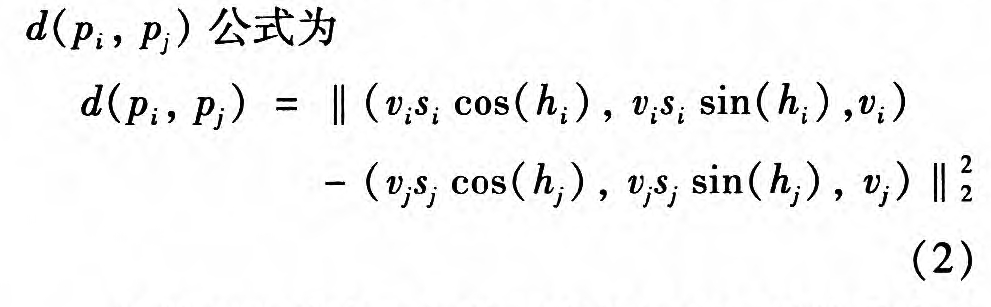 d(p_i, p_j) 公式为
d(p_i, p_j) = ‖ (v_i s_i cos(h_i), v_i s_i sin(h_i), v_i)
− (v_j s_j cos(h_j), v_j s_j sin(h_j), v_j) ‖_2^2
(2)